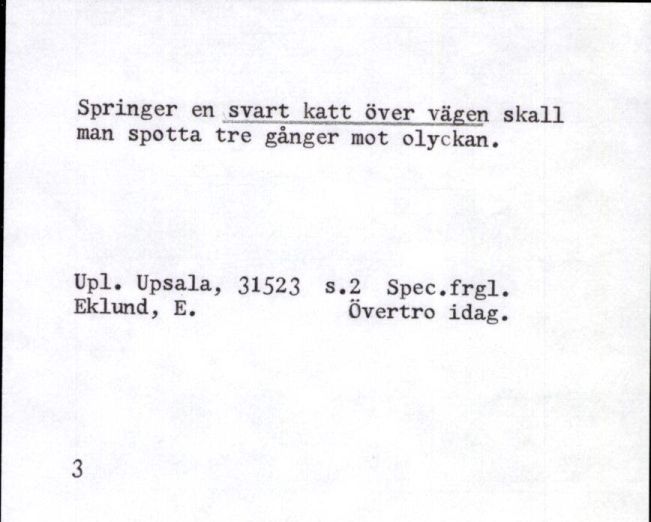 Springer en svart katt över vägen skall
man spotta tre gånger mot olyckan.
Upl. Upsala, 31523 s.2 Spec.frgl.
Eklund, E. Övertro idag.
3